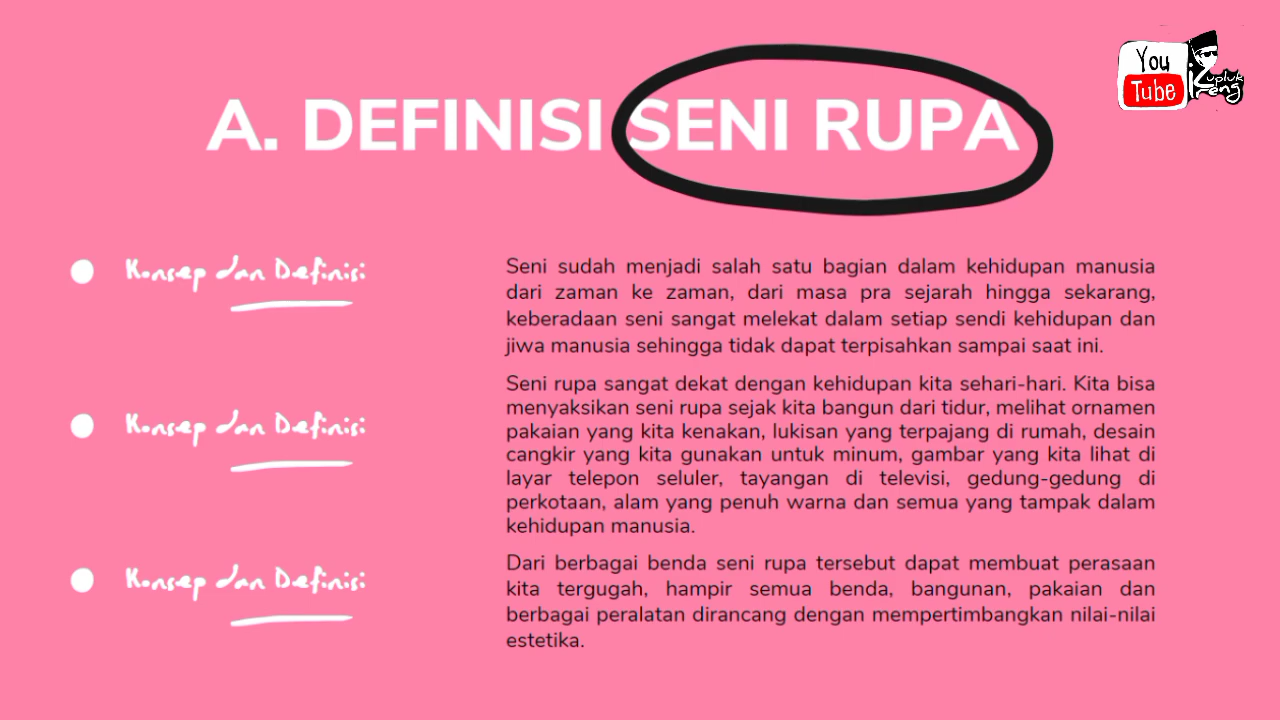 You
Tube
Kupluk
ireng
A. DEFINISI SENI RUPA
Konsep dan Definisi
Seni sudah menjadi salah satu bagian dalam kehidupan manusia
dari zaman ke zaman, dari masa pra sejarah hingga sekarang,
keberadaan seni sangat melekat dalam setiap sendi kehidupan dan
jiwa manusia sehingga tidak dapat terpisahkan sampai saat ini.
Konsep dan Definisi
Seni rupa sangat dekat dengan kehidupan kita sehari-hari. Kita bisa
menyaksikan seni rupa sejak kita bangun dari tidur, melihat ornamen
pakaian yang kita kenakan, lukisan yang terpajang di rumah, desain
cangkir yang kita gunakan untuk minum, gambar yang kita lihat di
layar telepon seluler, tayangan di televisi, gedung-gedung di
perkotaan, alam yang penuh warna dan semua yang tampak dalam
kehidupan manusia.
Konsep dan Definisi
Dari berbagai benda seni rupa tersebut dapat membuat perasaan
kita tergugah, hampir semua benda, bangunan, pakaian dan
berbagai peralatan dirancang dengan mempertimbangkan nilai-nilai
estetika.